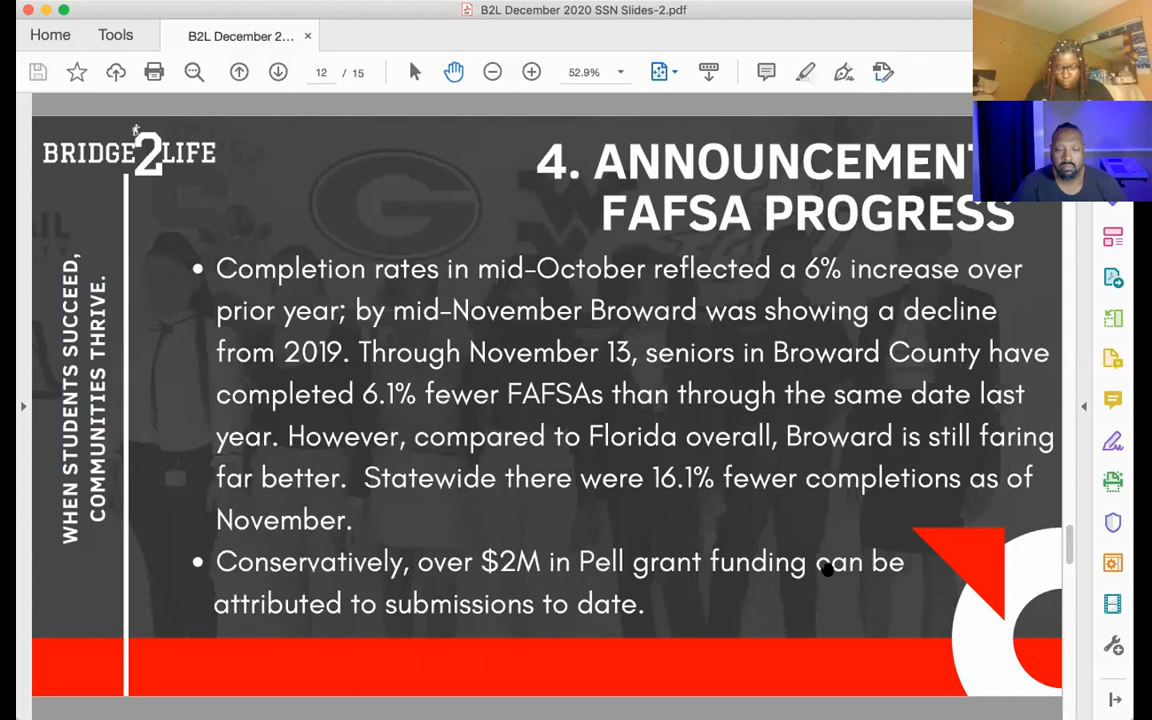 B2L December 2020 SSN Slides-2.pdf
Home
Tools
B2L December 2...
12 / 15
52.9%
BRIDGE2LIFE
4. ANNOUNCEMENT
FAFSA PROGRESS
WHEN STUDENTS SUCCEED,
COMMUNITIES THRIVE.
• Completion rates in mid-October reflected a 6% increase over
prior year; by mid-November Broward was showing a decline
from 2019. Through November 13, seniors in Broward County have
completed 6.1% fewer FAFSAs than through the same date last
year. However, compared to Florida overall, Broward is still faring
far better. Statewide there were 16.1% fewer completions as of
November.
• Conservatively, over $2M in Pell grant funding can be
attributed to submissions to date.